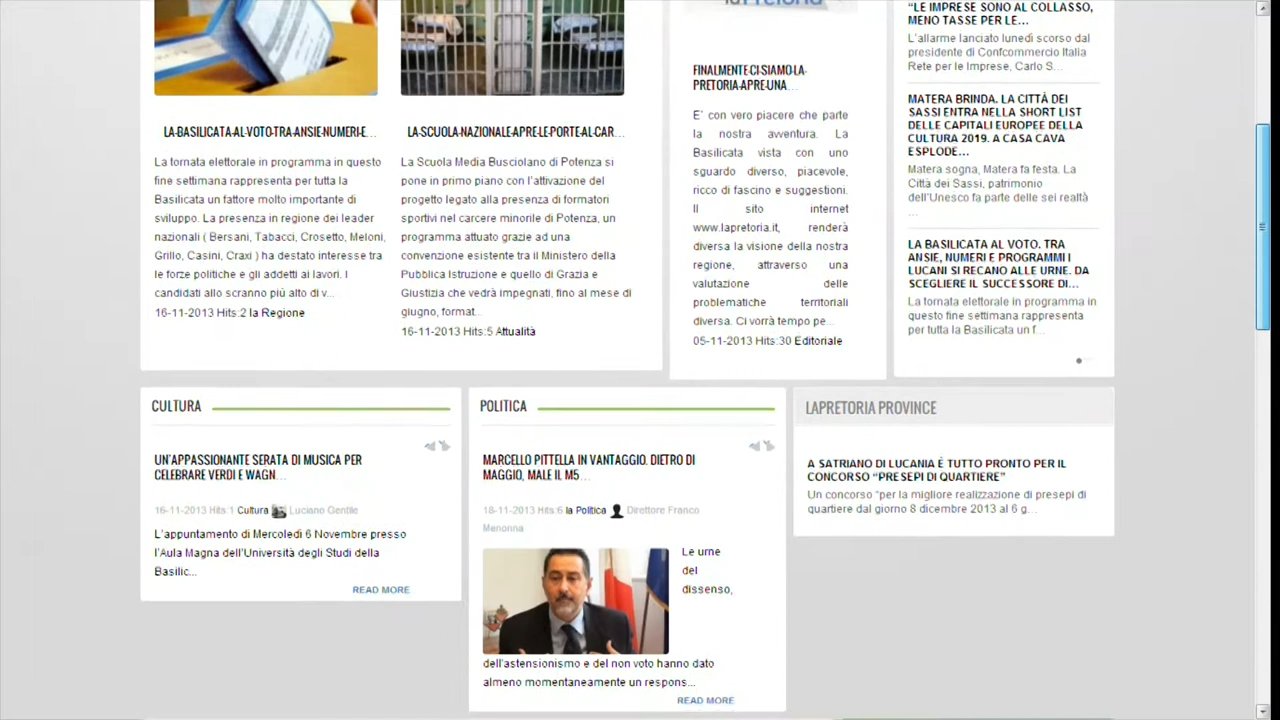 LA BASILICATA AL VOTO TRA ANSIE NUMERI E...
La tornata elettorale in programma in questo
fine settimana rappresenta per tutta la
Basilicata un fattore molto importante di
sviluppo. La presenza in regione dei leader
nazionali ( Bersani, Tabacci, Crosetto, Meloni,
Grillo, Casini, Craxi ) ha destato interesse tra
le forze politiche e gli addetti ai lavori. I
candidati allo scranno più alto di v...
16-11-2013 Hits:2 la Regione
LA SCUOLA NAZIONALE APRE LE PORTE AL CAR...
La Scuola Media Busciolano di Potenza si
pone in primo piano con l'attivazione del
progetto legato alla presenza di formatori
sportivi nel carcere minorile di Potenza, un
programma attuato grazie ad una
convenzione esistente tra il Ministero della
Pubblica Istruzione e quello di Grazia e
Giustizia che vedrà impegnati, fino al mese di
giugno, format...
16-11-2013 Hits:5 Attualità
FINALMENTE CI SIAMO LA
PRETORIA APRE UNA...
E' con vero piacere che parte
la nostra avventura. La
Basilicata vista con uno
sguardo diverso, piacevole,
ricco di fascino e suggestioni.
Il sito internet
www.lapretoria.it, renderà
diversa la visione della nostra
regione, attraverso una
valutazione delle
problematiche territoriali
diversa. Ci vorrà tempo pe...
05-11-2013 Hits:30 Editoriale
"LE IMPRESE SONO AL COLLASSO,
MENO TASSE PER LE...
L'allarme lanciato lunedì scorso dal
presidente di Confcommercio Italia
Rete per le Imprese, Carlo S...
MATERA BRINDA. LA CITTÀ DEI
SASSI ENTRA NELLA SHORT LIST
DELLE CAPITALI EUROPEE DELLA
CULTURA 2019. A CASA CAVA
ESPLODE...
Matera sogna, Matera fa festa. La
Città dei Sassi, patrimonio
dell'Unesco fa parte delle sei realtà
...
LA BASILICATA AL VOTO. TRA
ANSIE, NUMERI E PROGRAMMI I
LUCANI SI RECANO ALLE URNE. DA
SCEGLIERE IL SUCCESSORE DI...
La tornata elettorale in programma in
questo fine settimana rappresenta
per tutta la Basilicata un f...
CULTURA
UN'APPASSIONANTE SERATA DI MUSICA PER
CELEBRARE VERDI E WAGN...
16-11-2013 Hits:1 Cultura Luciano Gentile
L'appuntamento di Mercoledì 6 Novembre presso
l'Aula Magna dell'Università degli Studi della
Basilic...
READ MORE
POLITICA
MARCELLO PITTELLA IN VANTAGGIO. DIETRO DI
MAGGIO, MALE IL M5...
18-11-2013 Hits:6 la Politica Direttore Franco
Menonna
Le urne
del
dissenso,
dell'astensionismo e del non voto hanno dato
almeno momentaneamente un respons...
READ MORE
LAPRETORIA PROVINCE
A SATRIANO DI LUCANIA È TUTTO PRONTO PER IL
CONCORSO "PRESEPI DI QUARTIERE"
Un concorso "per la migliore realizzazione di presepi di
quartiere dal giorno 8 dicembre 2013 al 6 g...